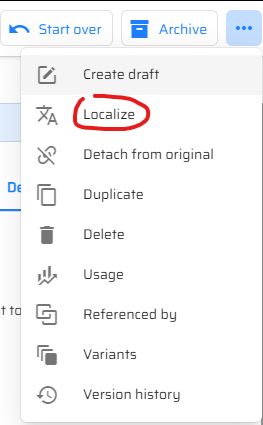 Start over
Archive
Create draft
De
Localize
Detach from original
Duplicate
Delete
Usage
t to
Referenced by
Variants
Version history